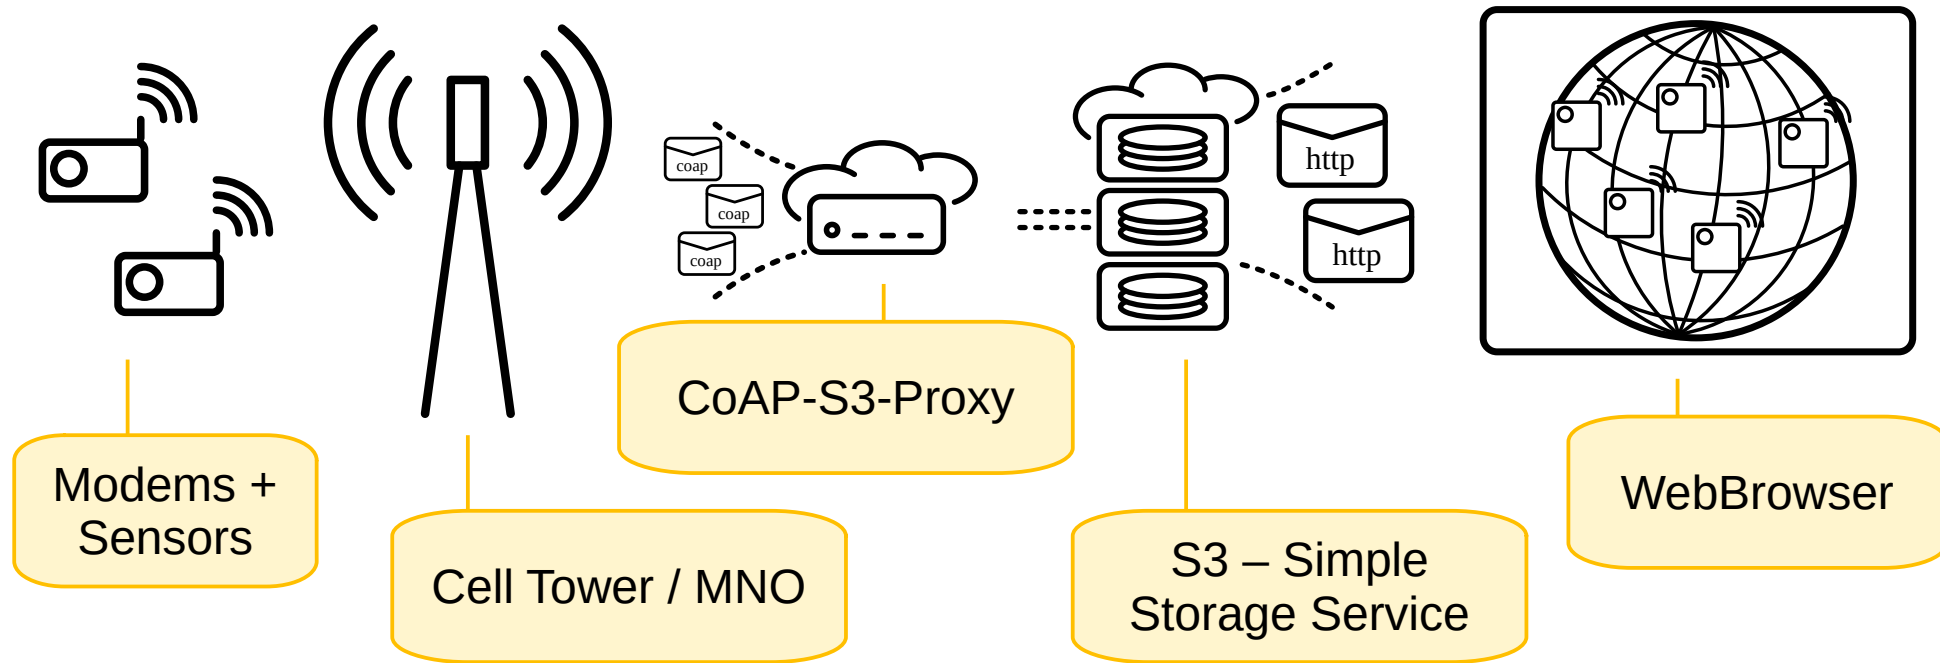 coap
coap
coap
http
http
CoAP-S3-Proxy
Modems +
Sensors
Cell Tower / MNO
S3 – Simple
Storage Service
WebBrowser